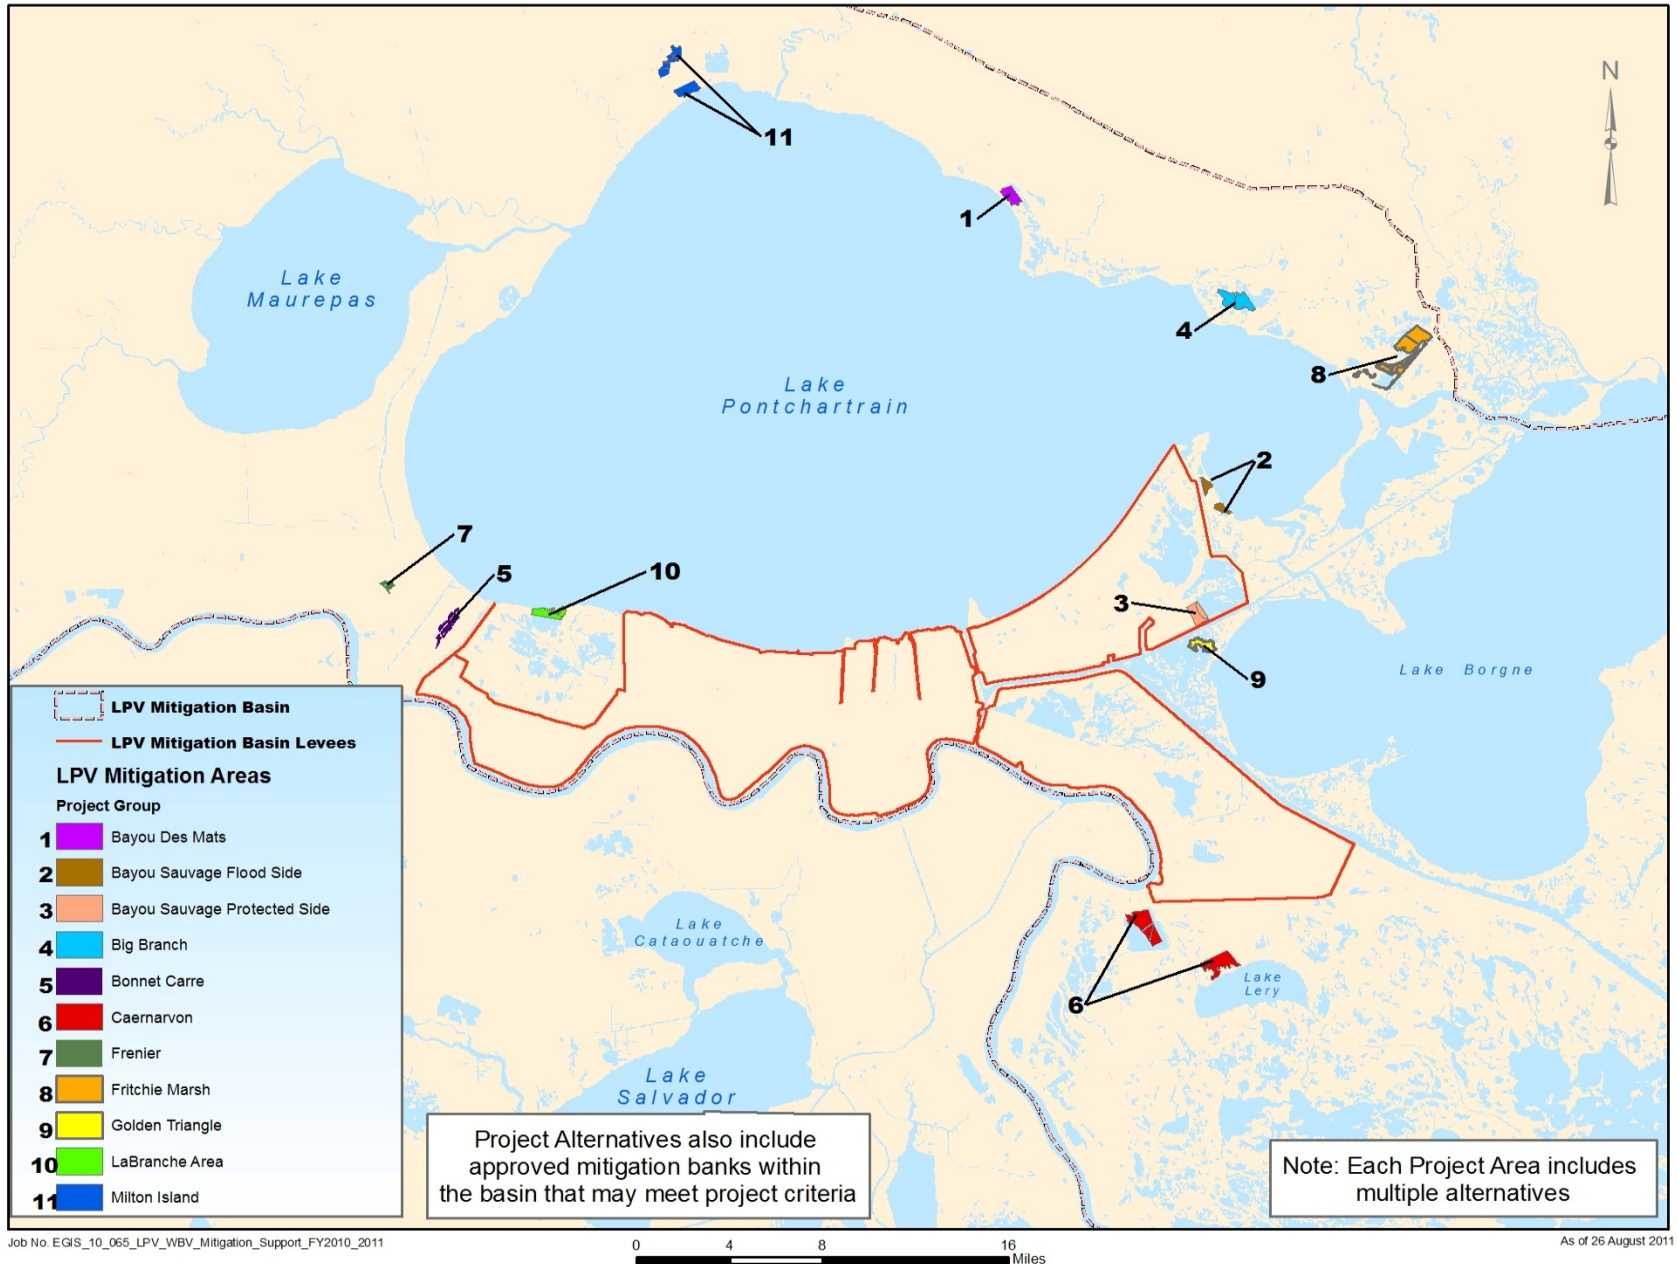 N
11
1
Lake
Maurepas
4
Lake
Pontchartrain
8
2
7
5
10
3
9
Lake Borgne
LPV Mitigation Basin
LPV Mitigation Basin Levees
LPV Mitigation Areas
Project Group
1 Bayou Des Mats
2 Bayou Sauvage Flood Side
3 Bayou Sauvage Protected Side
4 Big Branch
5 Bonnet Carre
6 Caernarvon
7 Frenier
8 Fritchie Marsh
9 Golden Triangle
10 LaBranche Area
11 Milton Island
Lake
Cataouatche
Lake
Lery
6
Lake
Salvador
Project Alternatives also include
approved mitigation banks within
the basin that may meet project criteria
Note: Each Project Area includes
multiple alternatives
Job No. EGIS_10_065_LPV_WBV_Mitigation_Support_FY2010_2011
0 4 8 16
Miles
As of 26 August 2011